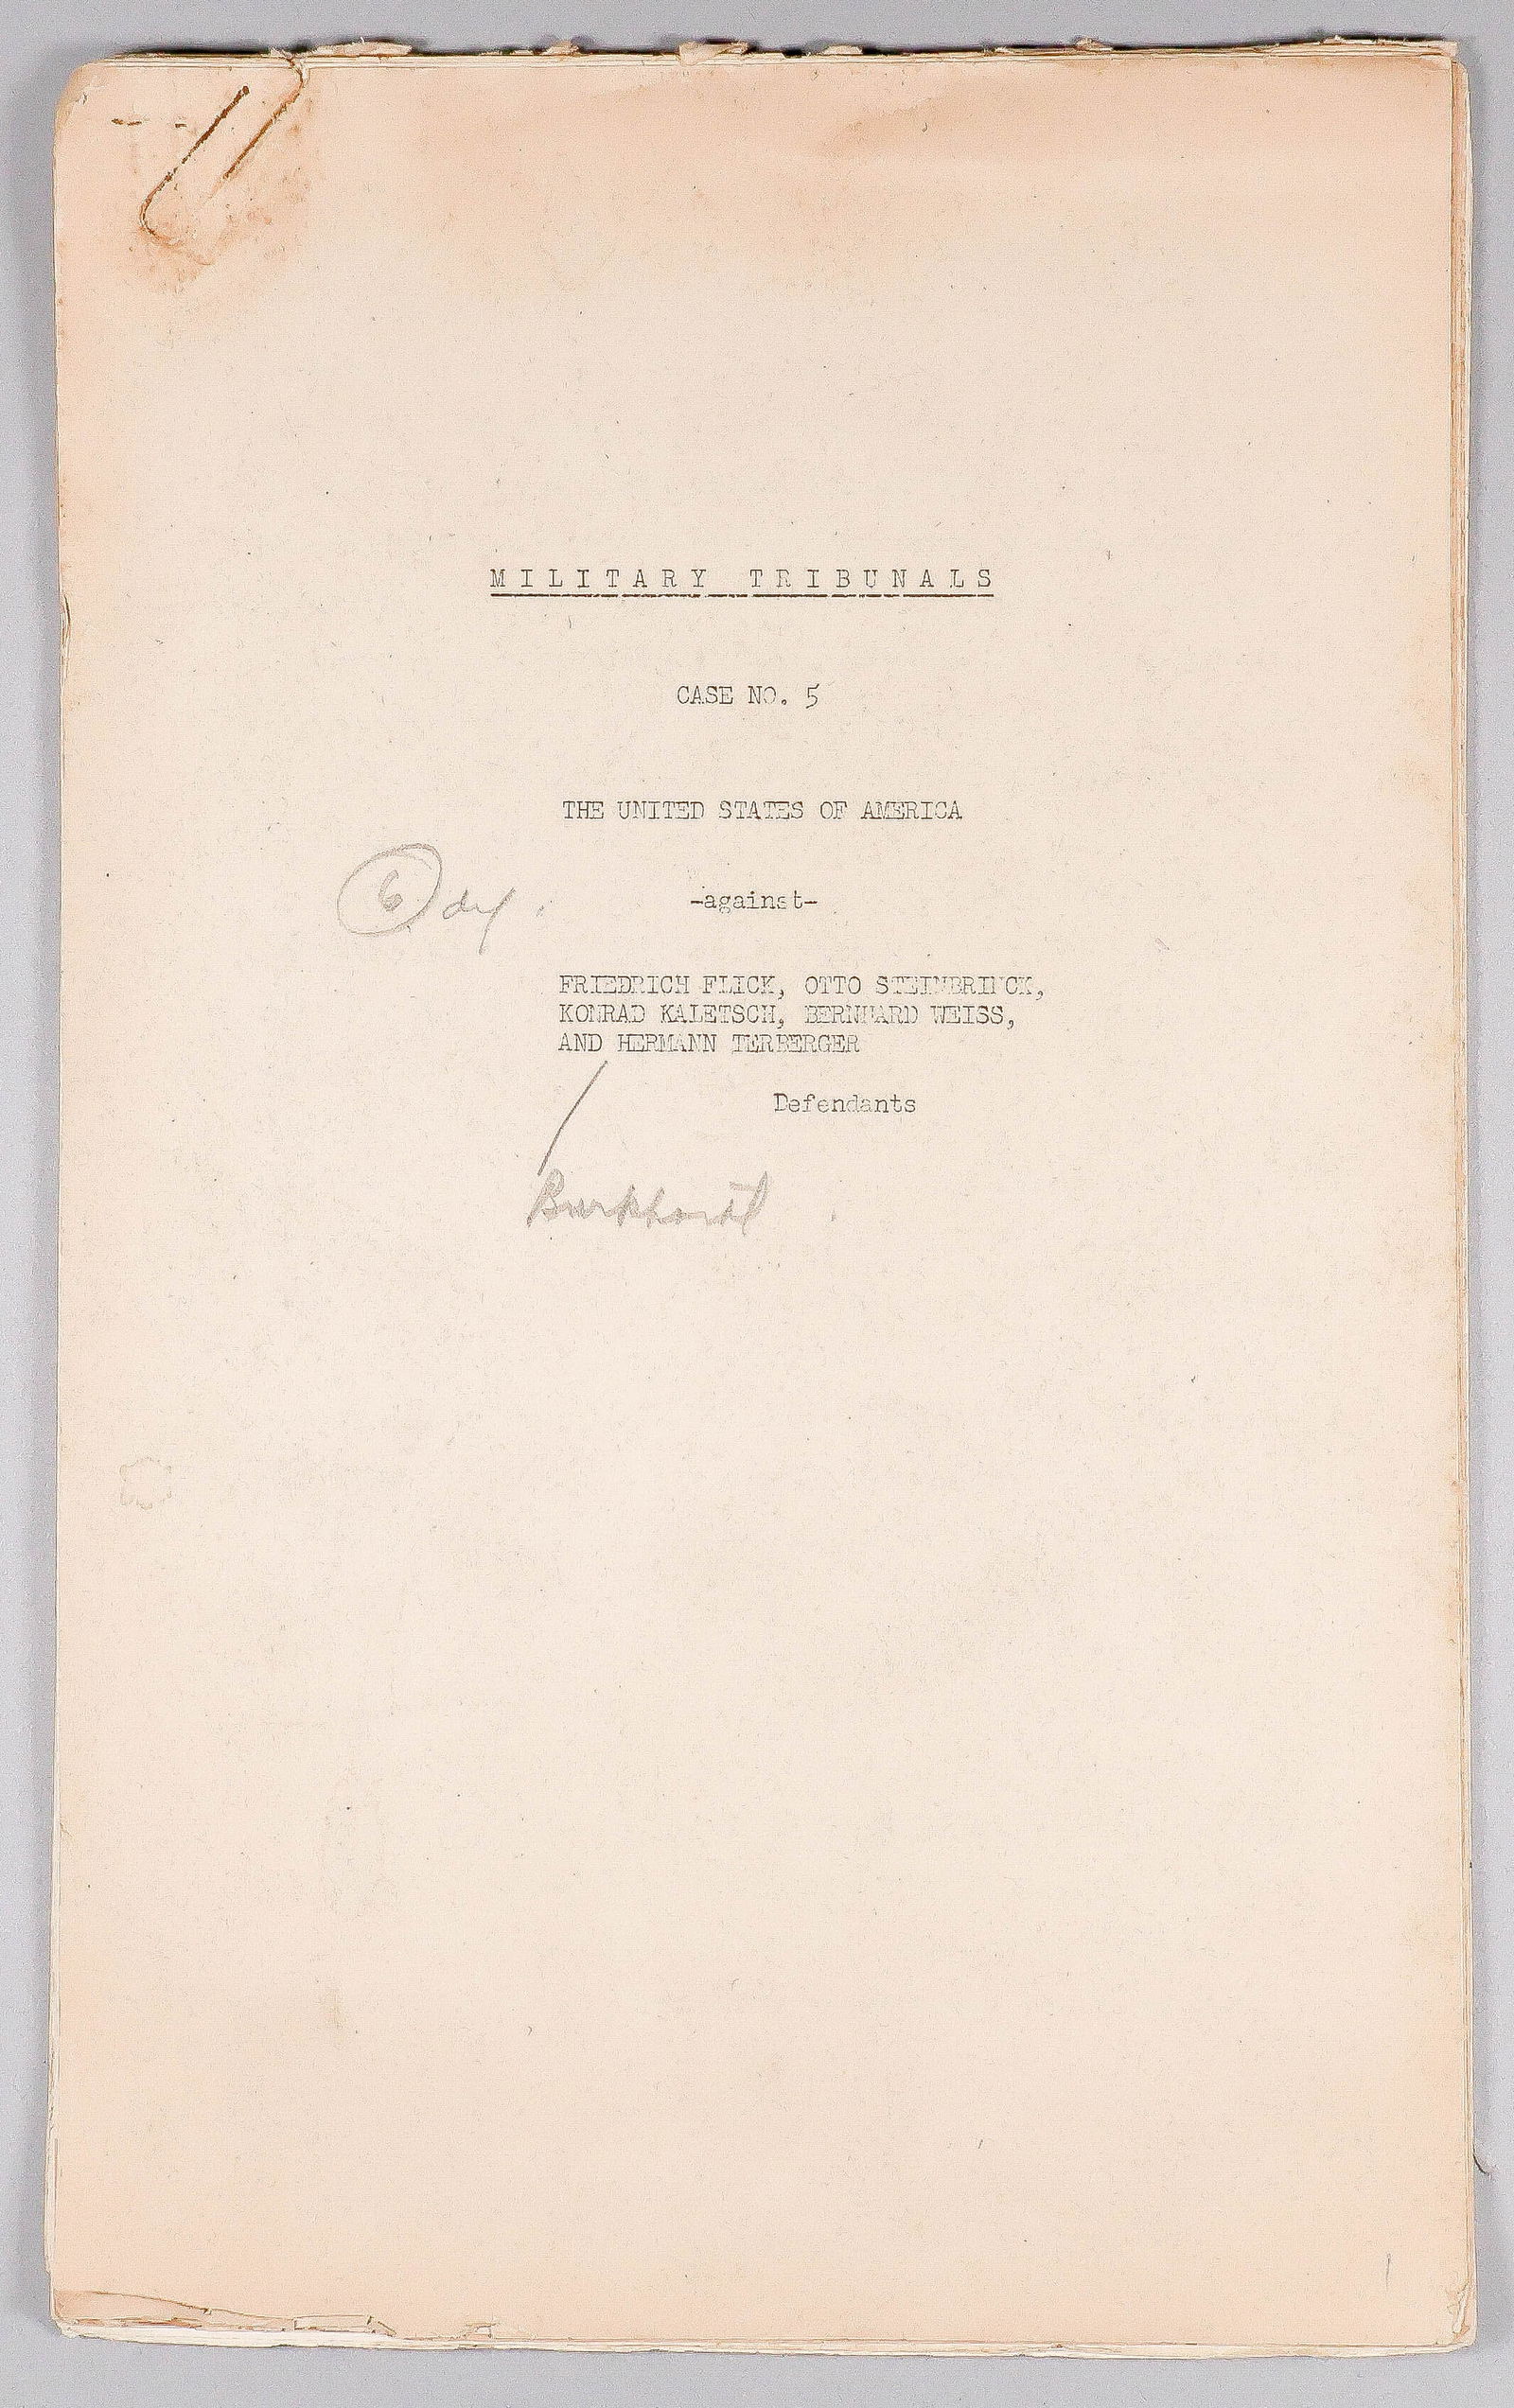 MILITARY TRIBUNALS
CASE NO. 5
THE UNITED STATES OF AMERICA
6 def.
-against-
FRIEDRICH FLICK, OTTO STEINBRINCK,
KONRAD KALETSCH, BERNHARD WEISS,
AND HERMANN TERBERGER
Defendants